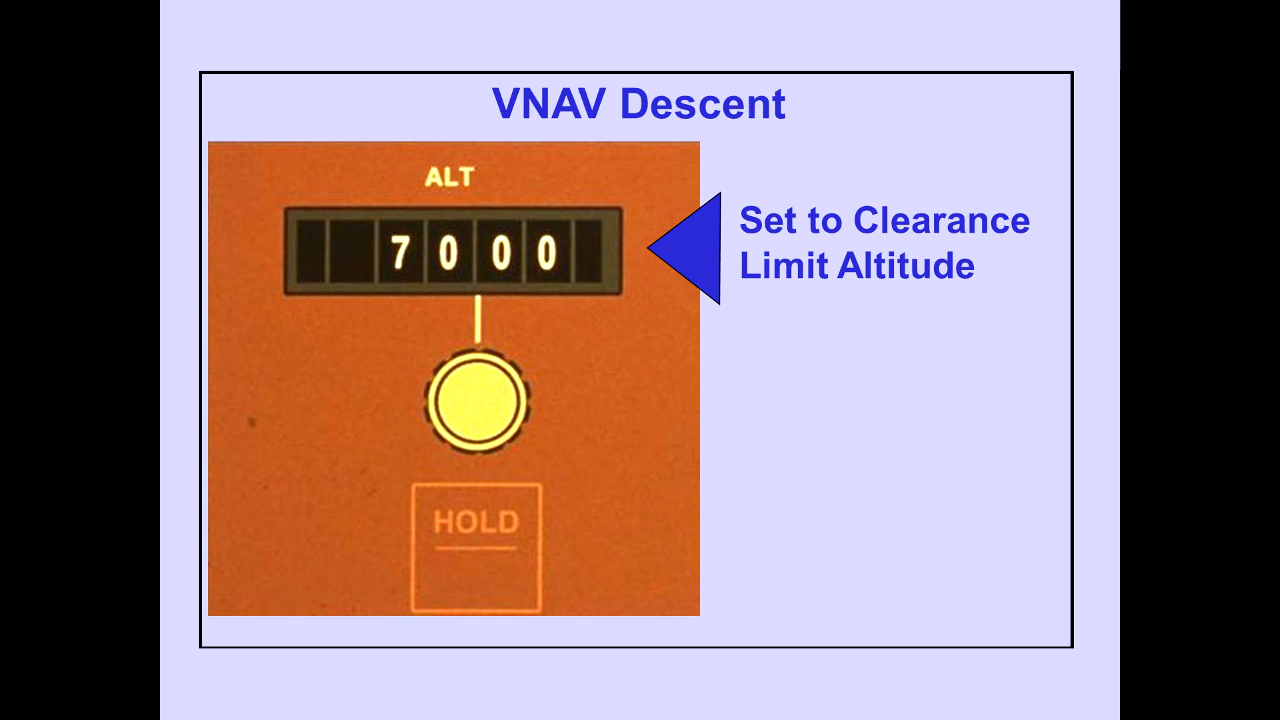 VNAV Descent
ALT
7000
Set to Clearance
Limit Altitude
HOLD